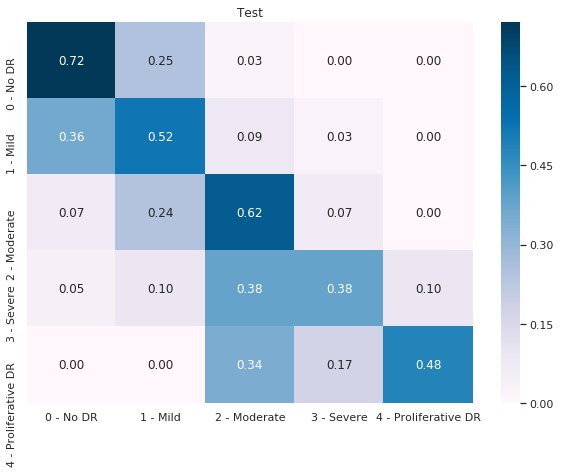 Test
0 - No DR 0.72 0.25 0.03 0.00 0.00
1 - Mild 0.36 0.52 0.09 0.03 0.00
2 - Moderate 0.07 0.24 0.62 0.07 0.00
3 - Severe 0.05 0.10 0.38 0.38 0.10
4 - Proliferative DR 0.00 0.00 0.34 0.17 0.48
0 - No DR 1 - Mild 2 - Moderate 3 - Severe 4 - Proliferative DR
0.60
0.45
0.30
0.15
0.00